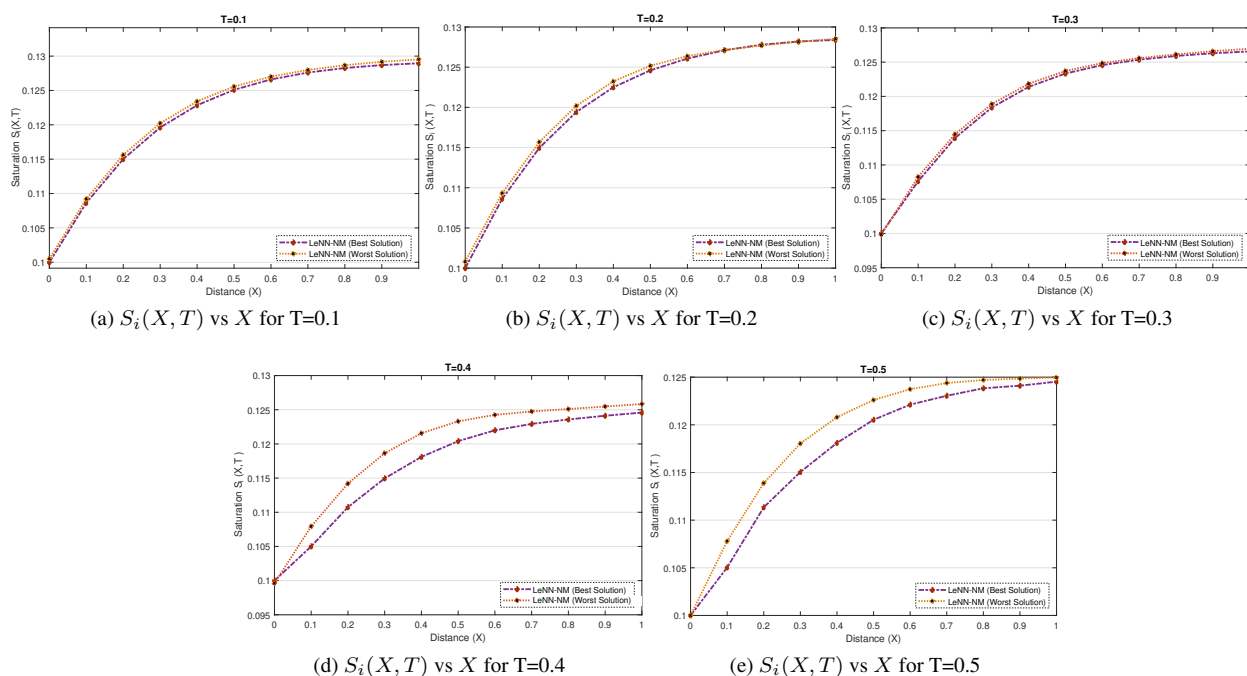 T=0.1
0.13
0.125
0.12
0.115
0.11
0.105
0.1
Saturation S_i(X,T)
0 0.1 0.2 0.3 0.4 0.5 0.6 0.7 0.8 0.9
Distance (X)
LeNN-NM (Best Solution)
LeNN-NM (Worst Solution)
(a) S_i(X, T) vs X for T=0.1
T=0.2
0.13
0.125
0.12
0.115
0.11
0.105
0.1
Saturation S_i (X,T )
0 0.1 0.2 0.3 0.4 0.5 0.6 0.7 0.8 0.9 1
Distance (X)
LeNN-NM (Best Solution)
LeNN-NM (Worst Solution)
(b) S_i(X, T) vs X for T=0.2
T=0.3
0.13
0.125
0.12
0.115
0.11
0.105
0.1
0.095
Saturation S_i (X,T)
0 0.1 0.2 0.3 0.4 0.5 0.6 0.7 0.8 0.9
Distance (X)
LeNN-NM (Best Solution)
LeNN-NM (Worst Solution)
(c) S_i(X, T) vs X for T=0.3
T=0.4
0.13
0.125
0.12
0.115
0.11
0.105
0.1
0.095
Saturation S_i (X,T )
0 0.1 0.2 0.3 0.4 0.5 0.6 0.7 0.8 0.9 1
Distance (X)
LeNN-NM (Best Solution)
LeNN-NM (Worst Solution)
(d) S_i(X, T) vs X for T=0.4
T=0.5
0.125
0.12
0.115
0.11
0.105
0.1
Saturation S_i (X,T )
0 0.1 0.2 0.3 0.4 0.5 0.6 0.7 0.8 0.9 1
Distance (X)
LeNN-NM (Best Solution)
LeNN-NM (Worst Solution)
(e) S_i(X, T) vs X for T=0.5